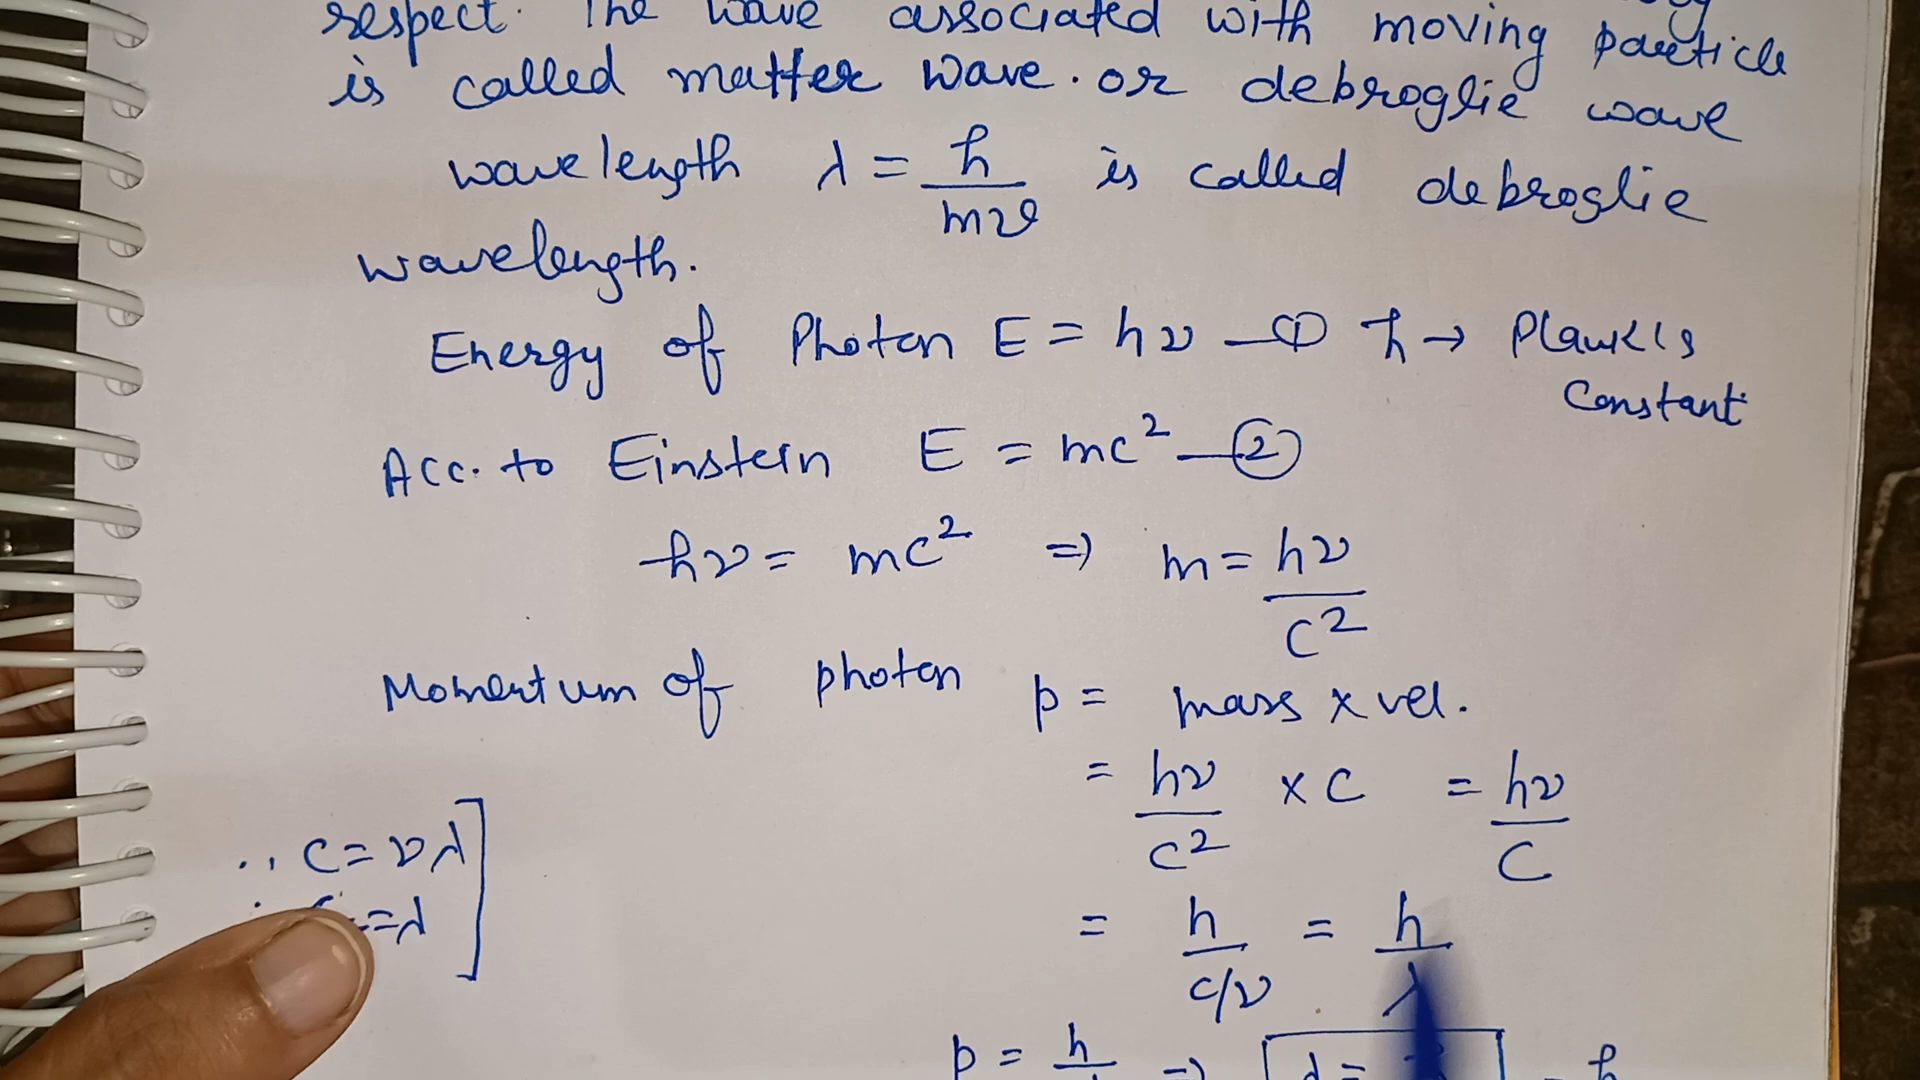 respect. The wave associated with moving particle
is called matter wave. or debroglie wave
wavelength λ = h/mv is called debroglie
wavelength.
Energy of Photon E = hν —① h → Planck's
Constant
Acc. to Einstein E = mc² —②
hν = mc² => m = hν/c²
Momentum of photon p = mass x vel.
= hν/c² x c = hν/c
∴ c = νλ
= h/c/ν = h/λ
= λ
p = h => λ =